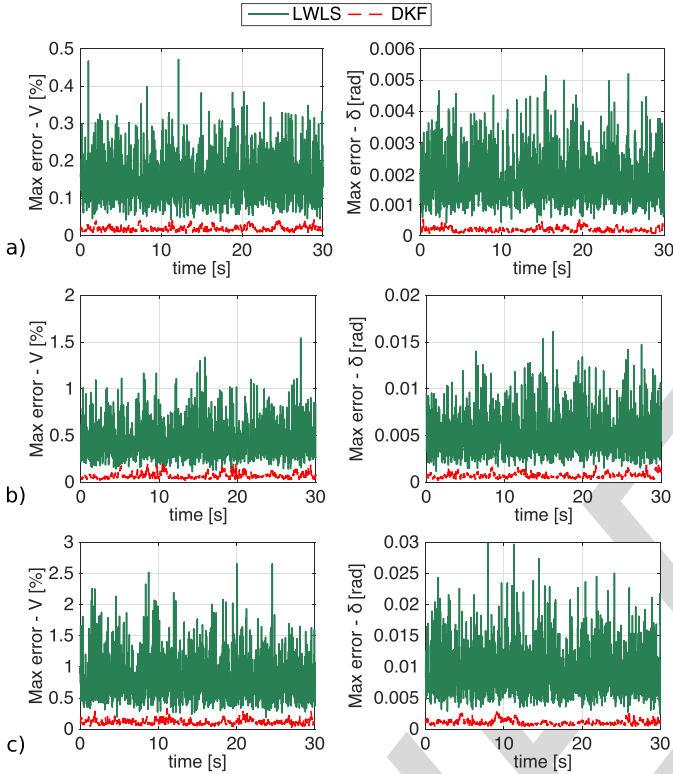 LWLS DKF
0.5
0.4
0.3
0.2
0.1
0
0 10 20 30
Max error - V [%]
time [s]
0.006
0.005
0.004
0.003
0.002
0.001
0
0 10 20 30
Max error - δ [rad]
time [s]
a)
2
1.5
1
0.5
0
0 10 20 30
Max error - V [%]
time [s]
0.02
0.015
0.01
0.005
0
0 10 20 30
Max error - δ [rad]
time [s]
b)
3
2.5
2
1.5
1
0.5
0
0 10 20 30
Max error - V [%]
time [s]
0.03
0.025
0.02
0.015
0.01
0.005
0
0 10 20 30
Max error - δ [rad]
time [s]
c)